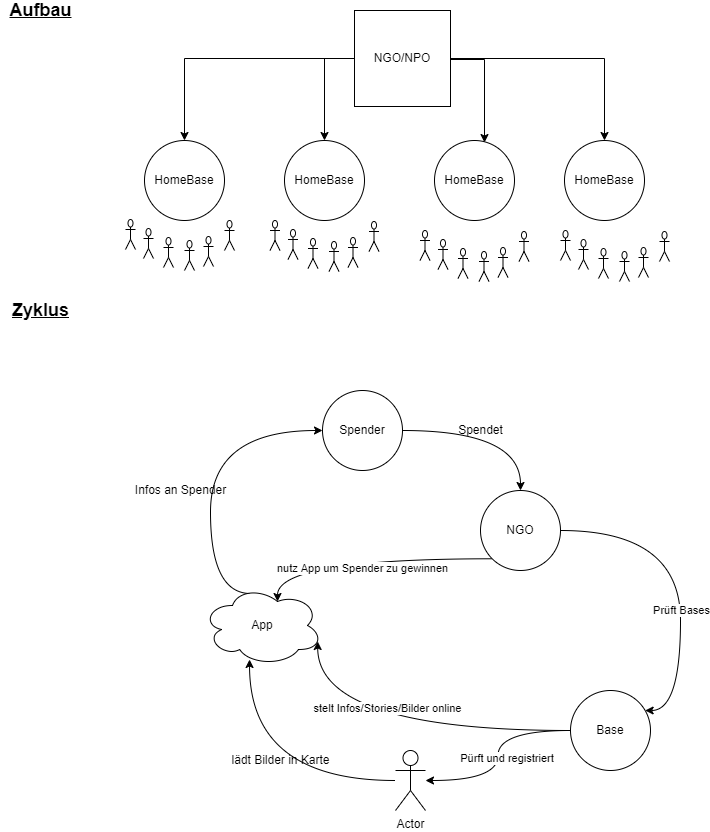 Aufbau
NGO/NPO
HomeBase
HomeBase
HomeBase
HomeBase
Zyklus
Spender
Spendet
Infos an Spender
NGO
nutz App um Spender zu gewinnen
Prüft Bases
App
stelt Infos/Stories/Bilder online
Base
lädt Bilder in Karte
Pürft und registriert
Actor